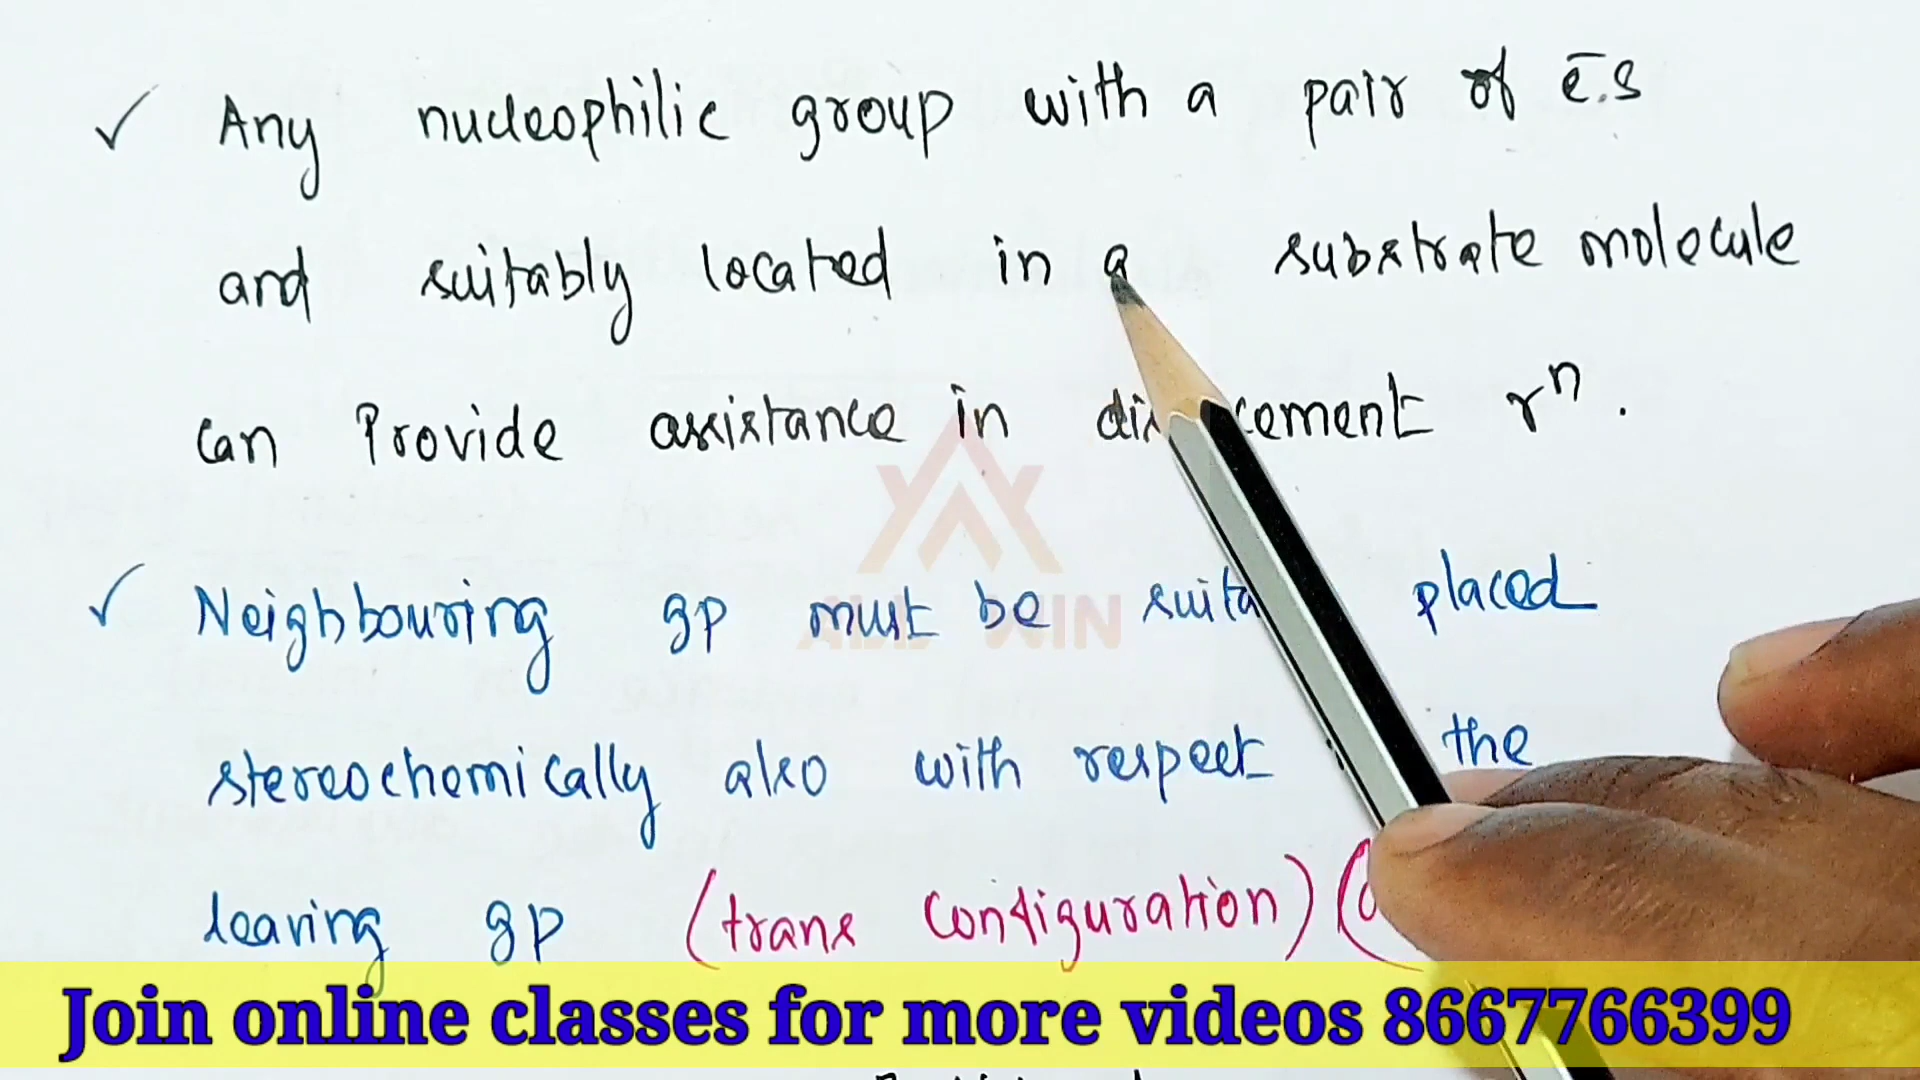 ✓ Any nucleophilic group with a pair of ē.s
and suitably located in a substrate molecule
can Provide assistance in cement rⁿ.
✓ Neighbouring gp must be placed
stereochemically also with respect the
leaving gp (trans configuration) (
ALL WIN
Join online classes for more videos 8667766399